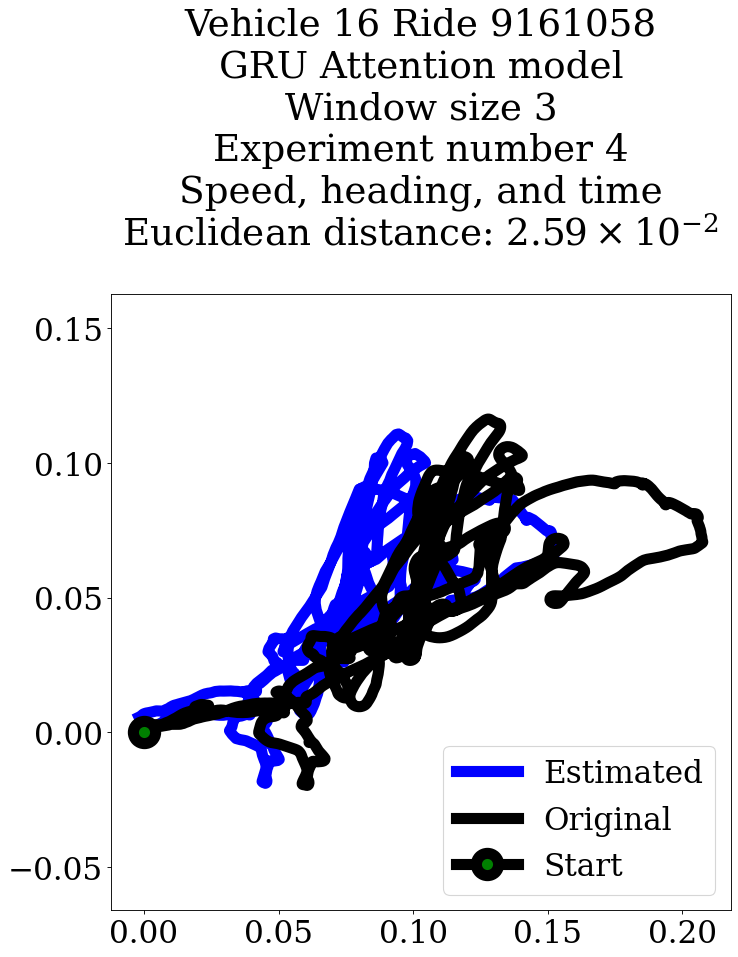 Vehicle 16 Ride 9161058
GRU Attention model
Window size 3
Experiment number 4
Speed, heading, and time
Euclidean distance: 2.59 × 10⁻²
0.15
0.10
0.05
0.00
−0.05
Estimated
Original
Start
0.00 0.05 0.10 0.15 0.20